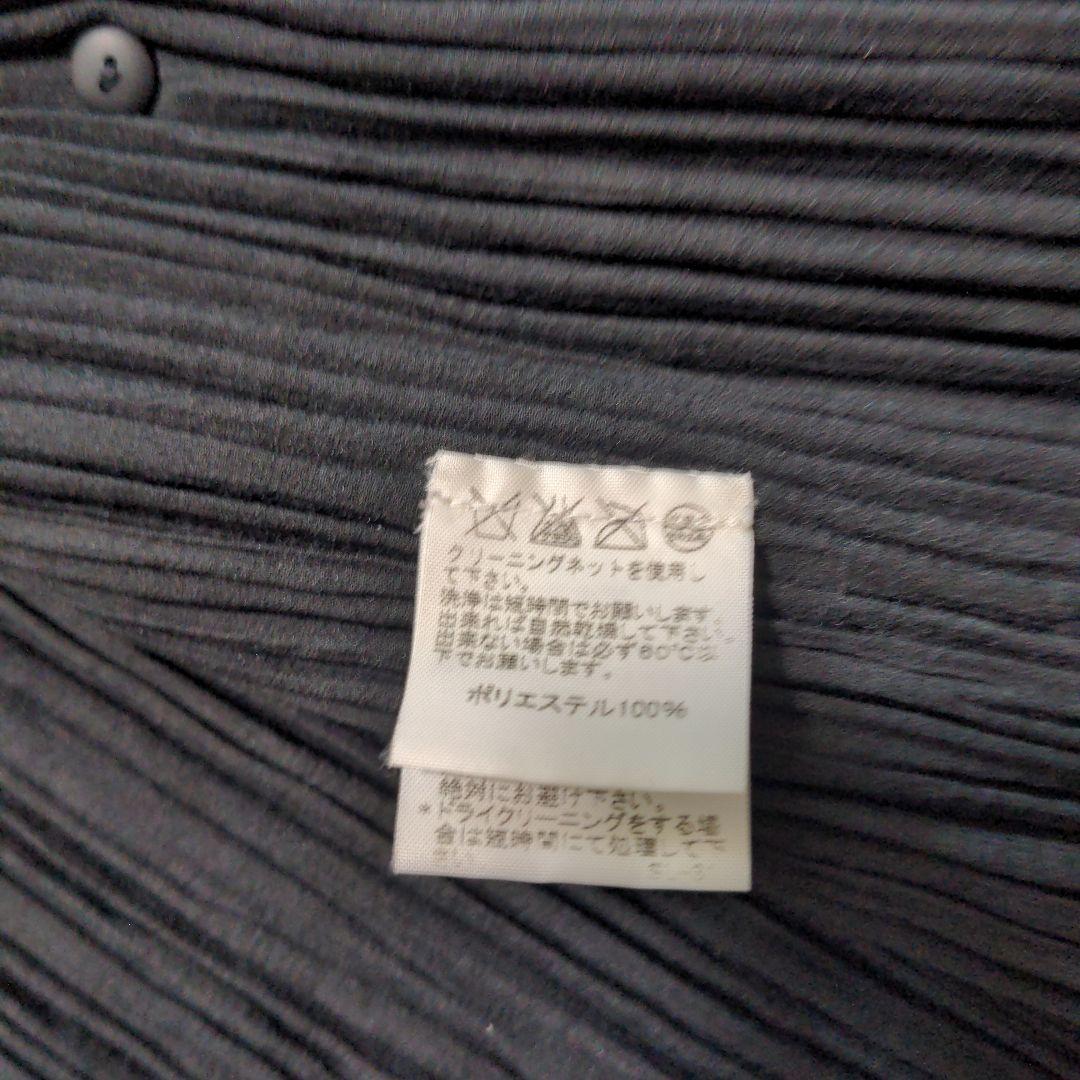 クリーニングネットを使用し
て下さい。
洗浄は短時間でお願いします。
出来れば自然乾燥して下さい。
出来ない場合は必ず60℃以
下でお願いします。
ポリエステル100%
絶対にお避け下さい。
*ドライクリーニングをする場
合は短時間にて処理して下